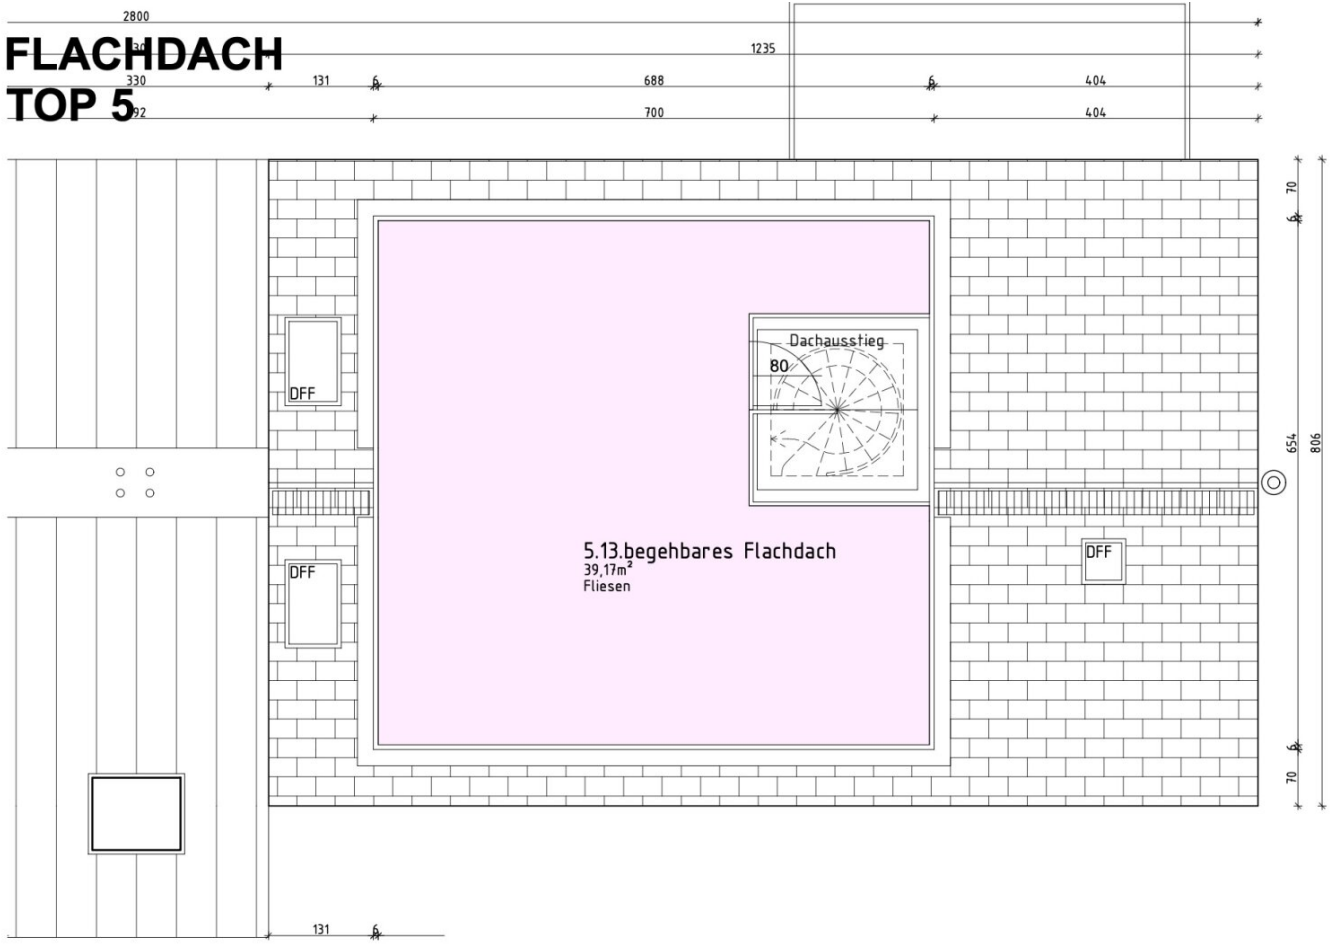 2800
FLACHDACH
1235
330 131 6 688 6 404
TOP 5
700 404
70
6
Dachausstieg
80
DFF
654
806
5.13.begehbares Flachdach
39,17m²
Fliesen
DFF
DFF
6
70
131 6